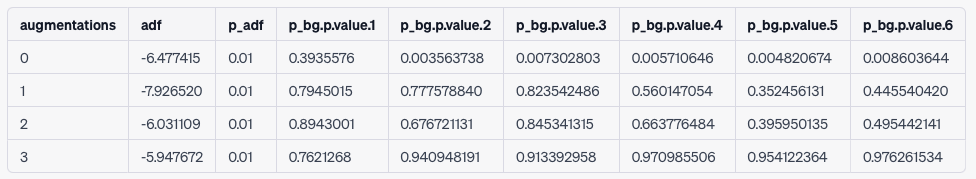 augmentations adf p_adf p_bg.p.value.1 p_bg.p.value.2 p_bg.p.value.3 p_bg.p.value.4 p_bg.p.value.5 p_bg.p.value.6
0 -6.477415 0.01 0.3935576 0.003563738 0.007302803 0.005710646 0.004820674 0.008603644
1 -7.926520 0.01 0.7945015 0.777578840 0.823542486 0.560147054 0.352456131 0.445540420
2 -6.031109 0.01 0.8943001 0.676721131 0.845341315 0.663776484 0.395950135 0.495442141
3 -5.947672 0.01 0.7621268 0.940948191 0.913392958 0.970985506 0.954122364 0.976261534